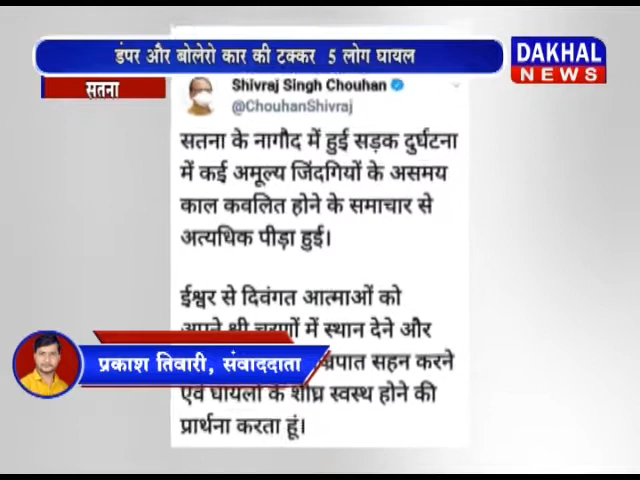 डंपर और बोलेरो कार की टक्कर 5 लोग घायल
DAKHAL
NEWS
सतना
Shivraj Singh Chouhan
@ChouhanShivraj
सतना के नागौद में हुई सड़क दुर्घटना
में कई अमूल्य जिंदगियों के असमय
काल कवलित होने के समाचार से
अत्यधिक पीड़ा हुई।
ईश्वर से दिवंगत आत्माओं को
अपने श्री चरणों में स्थान देने और
सहन करने
एवं घायलों के शीघ्र स्वस्थ होने की
प्रार्थना करता हूं।
प्रकाश तिवारी, संवाददाता